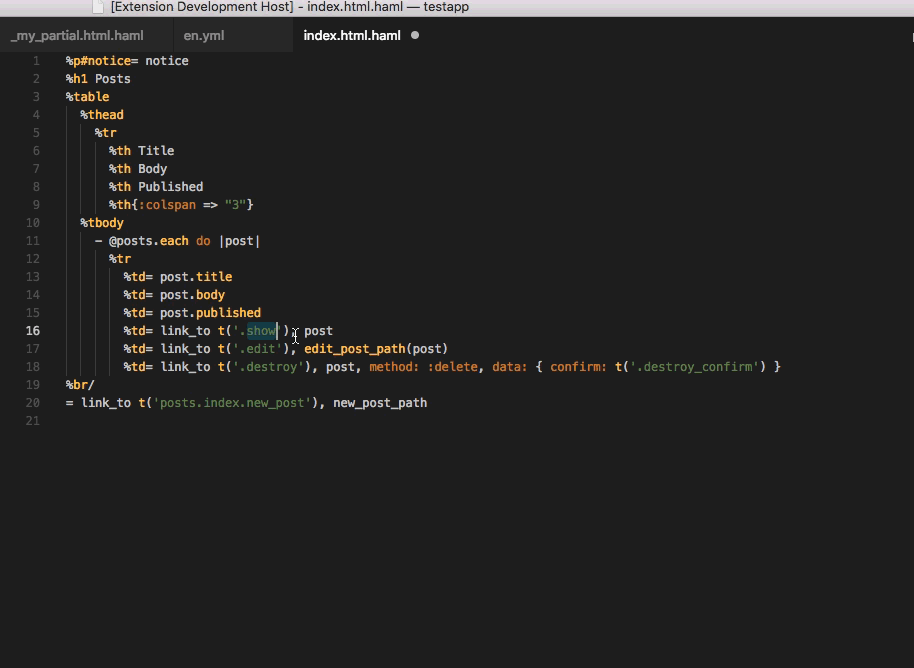 [Extension Development Host] - index.html.haml — testapp
_my_partial.html.haml en.yml index.html.haml
1 %p#notice= notice
2 %h1 Posts
3 %table
4 %thead
5 %tr
6 %th Title
7 %th Body
8 %th Published
9 %th{:colspan => "3"}
10 %tbody
11 - @posts.each do |post|
12 %tr
13 %td= post.title
14 %td= post.body
15 %td= post.published
16 %td= link_to t('.show'), post
17 %td= link_to t('.edit'), edit_post_path(post)
18 %td= link_to t('.destroy'), post, method: :delete, data: { confirm: t('.destroy_confirm') }
19 %br/
20 = link_to t('posts.index.new_post'), new_post_path
21